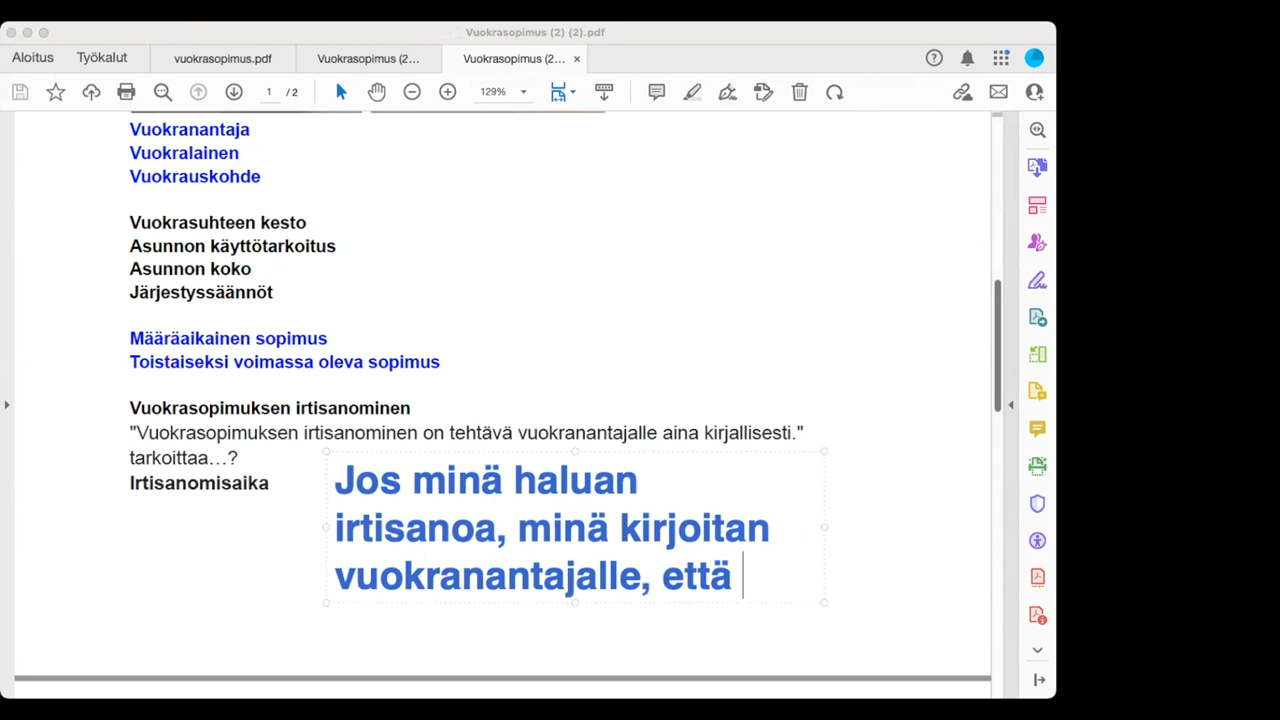 Vuokrasopimus (2) (2).pdf
Aloitus
Työkalut
vuokrasopimus.pdf
Vuokrasopimus (2...
Vuokrasopimus (2...
1 / 2
129%
Vuokranantaja
Vuokralainen
Vuokrauskohde
Vuokrasuhteen kesto
Asunnon käyttötarkoitus
Asunnon koko
Järjestyssäännöt
Määräaikainen sopimus
Toistaiseksi voimassa oleva sopimus
Vuokrasopimuksen irtisanominen
"Vuokrasopimuksen irtisanominen on tehtävä vuokranantajalle aina kirjallisesti."
tarkoittaa…?
Irtisanomisaika
Jos minä haluan
irtisanoa, minä kirjoitan
vuokranantajalle, että